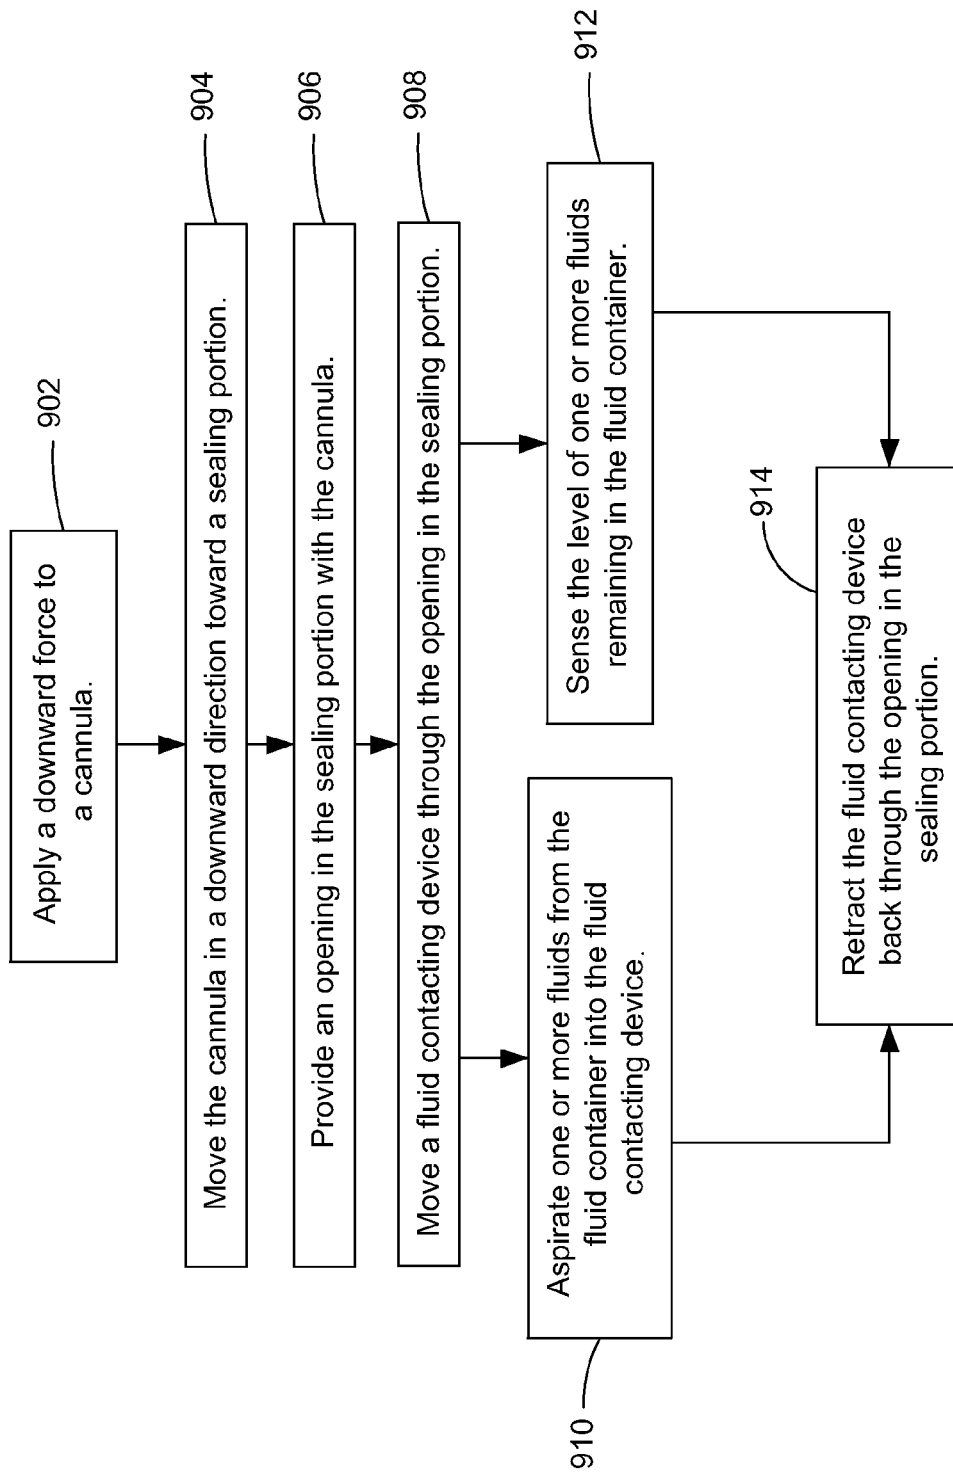 902
Apply a downward force to
a cannula.
904
Move the cannula in a downward direction toward a sealing portion.
906
Provide an opening in the sealing portion with the cannula.
908
Move a fluid contacting device through the opening in the sealing portion.
910
Aspirate one or more fluids from the
fluid container into the fluid
contacting device.
912
Sense the level of one or more fluids
remaining in the fluid container.
914
Retract the fluid contacting device
back through the opening in the
sealing portion.